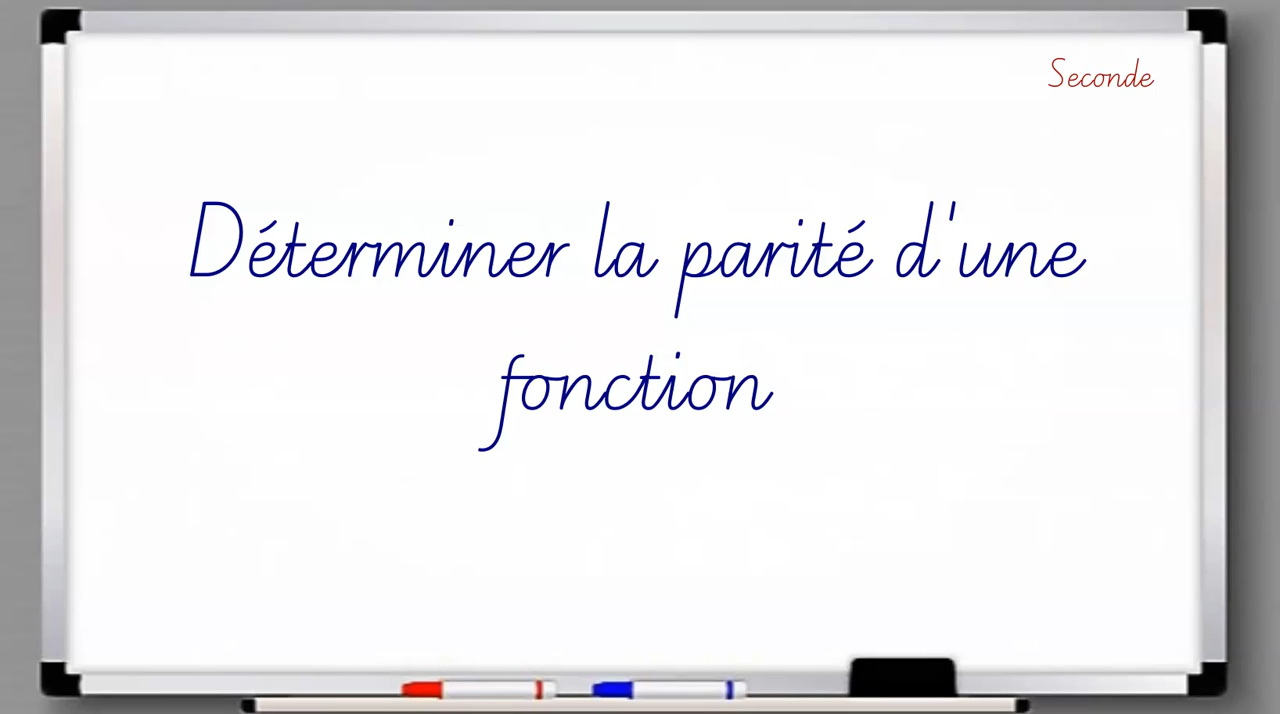 Seconde
Déterminer la parité d'une
fonction